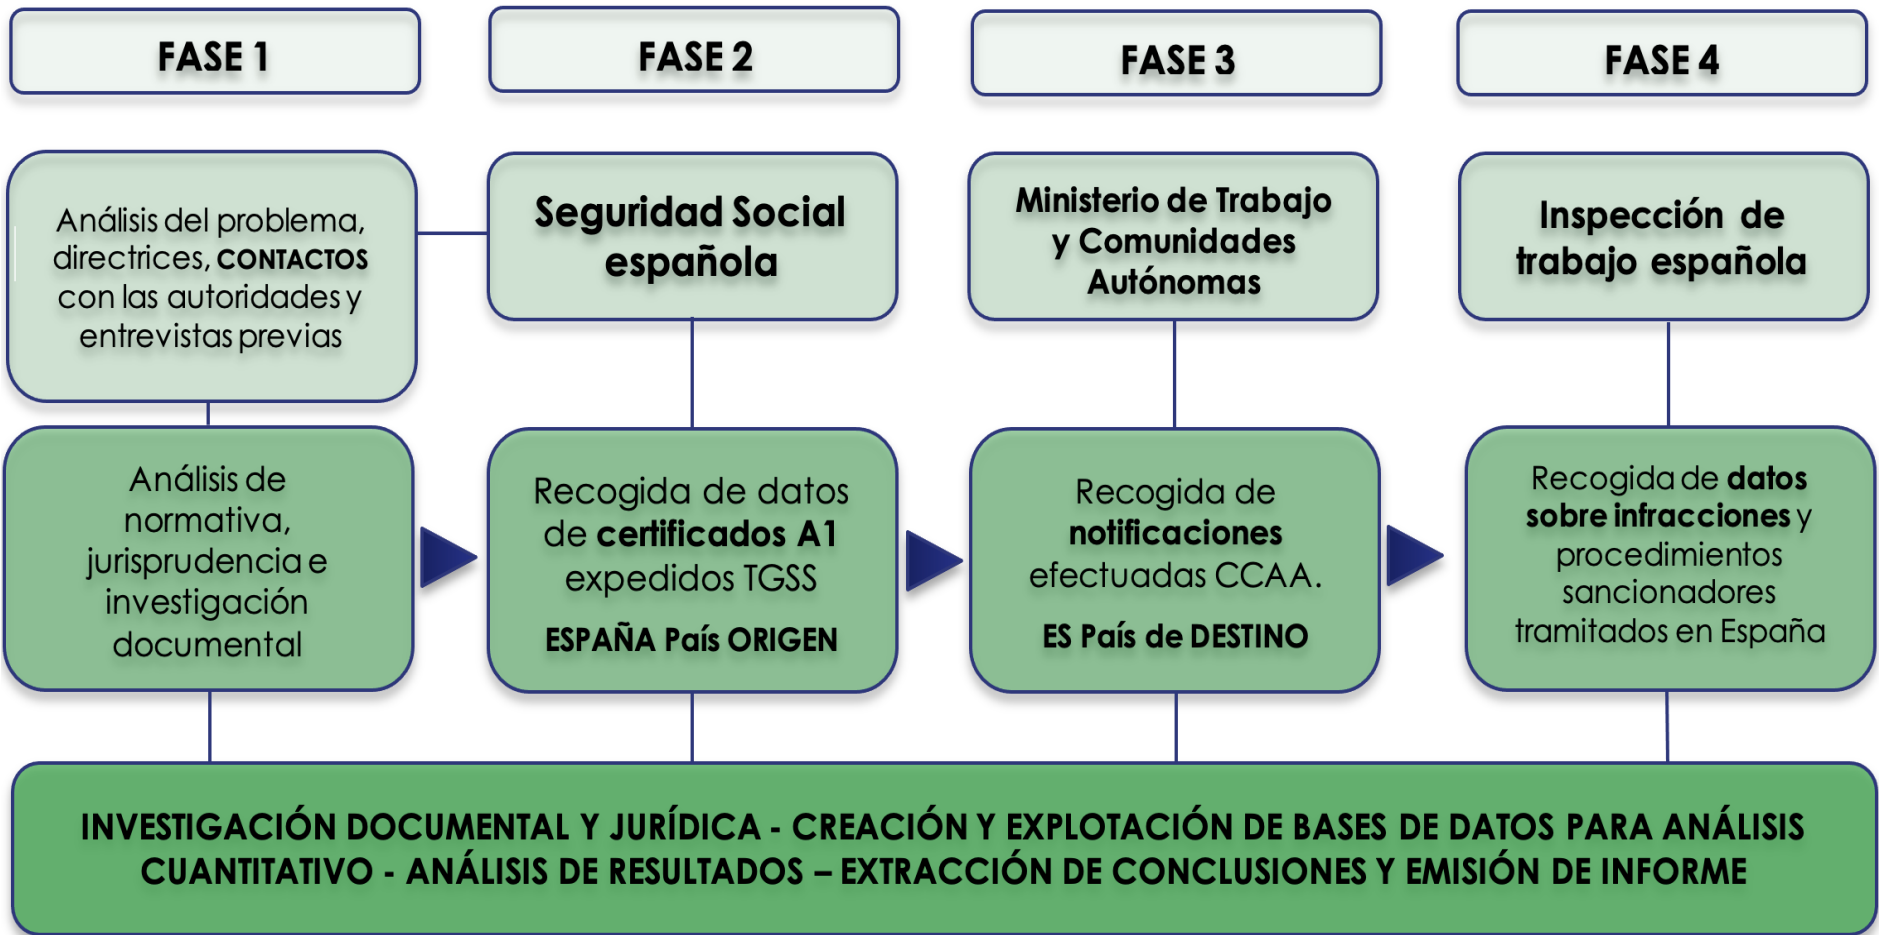 FASE 1
FASE 2
FASE 3
FASE 4
Análisis del problema,
directrices, CONTACTOS
con las autoridades y
entrevistas previas
Seguridad Social
española
Ministerio de Trabajo
y Comunidades
Autónomas
Inspección de
trabajo española
Análisis de
normativa,
jurisprudencia e
investigación
documental
Recogida de datos
de certificados A1
expedidos TGSS
ESPAÑA País ORIGEN
Recogida de
notificaciones
efectuadas CCAA.
ES País de DESTINO
Recogida de datos
sobre infracciones y
procedimientos
sancionadores
tramitados en España
INVESTIGACIÓN DOCUMENTAL Y JURÍDICA - CREACIÓN Y EXPLOTACIÓN DE BASES DE DATOS PARA ANÁLISIS
CUANTITATIVO - ANÁLISIS DE RESULTADOS – EXTRACCIÓN DE CONCLUSIONES Y EMISIÓN DE INFORME